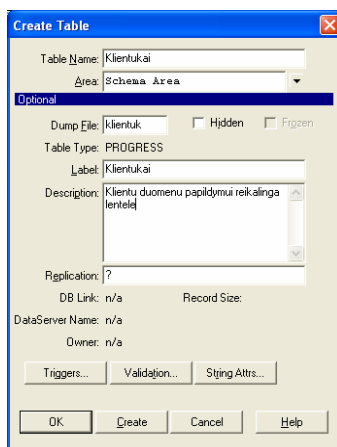 Create Table
Table Name: Klientukai
Area: Schema Area
Optional
Dump File: klientuk Hidden Frozen
Table Type: PROGRESS
Label: Klientukai
Description: Klientu duomenu papildymui reikalinga
lentele
Replication: ?
DB Link: n/a Record Size:
DataServer Name: n/a
Owner: n/a
Triggers... Validation... String Attrs...
OK Create Cancel Help